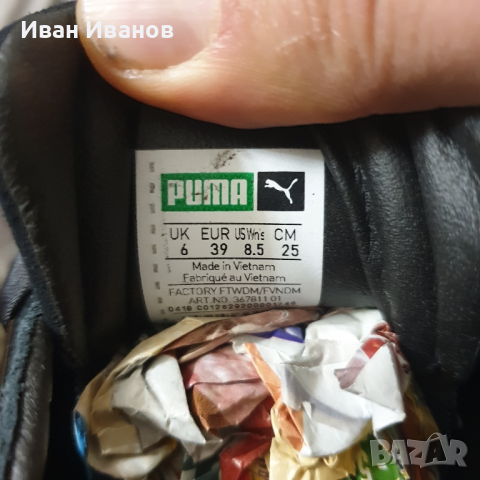 Иван Иванов
PUMA
UK EUR US Wns CM
6 39 8.5 25
Made in Vietnam
Fabriqué au Vietnam
FACTORY FTWDM/FVNDM
ART.NO. 367811 01
BAZAR